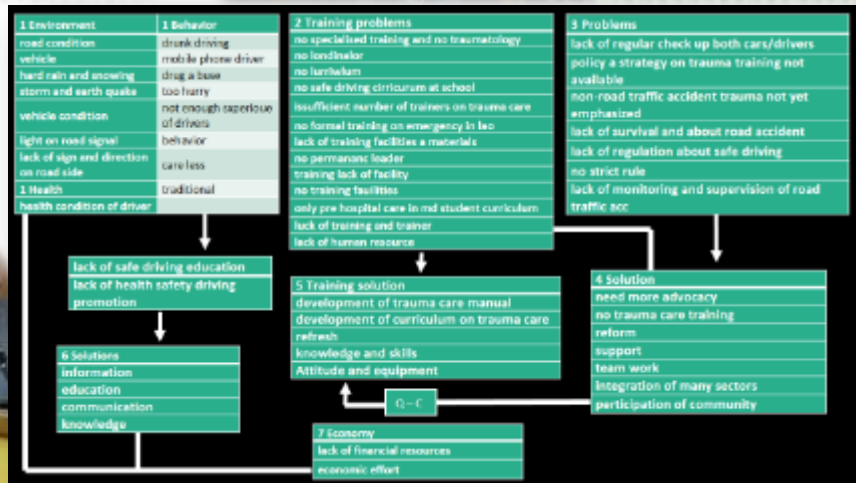 1 Environment
1 Behavior
road condition
drunk driving
vehicle
mobile phone driver
hard rain and snowing
drug a buse
storm and earth quake
too hurry
vehicle condition
not enough superique
of drivers
light on road signal
behavior
lack of sign and direction
on road side
care less
1 Health
traditional
health condition of driver
2 Training problems
no specialised training and no traumatology
no londinator
no lurriwlum
no safe driving cirricurum at school
insufficient number of trainers on trauma care
no formal training on emergency in lao
lack of training facilities a materials
no permananc leader
training lack of facility
no training fauilities
only pre hospital care in md student curriculum
luck of training and trainer
lack of human resource
3 Problems
lack of regular check up both cars/drivers
policy a strategy on trauma training not
available
non-road traffic accident trauma not yet
emphasized
lack of survival and about road accident
lack of regulation about safe driving
no strict rule
lack of monitoring and supervision of road
traffic acc
lack of safe driving education
lack of health safety driving
promotion
5 Training solution
development of trauma care manual
development of curriculum on trauma care
refresh
knowledge and skills
Attitude and equipment
4 Solution
need more advocacy
no trauma care training
reform
support
team work
integration of many sectors
perticipation of community
6 Solutions
information
education
communication
knowledge
Q – C
7 Economy
lack of financial resources
economic effort